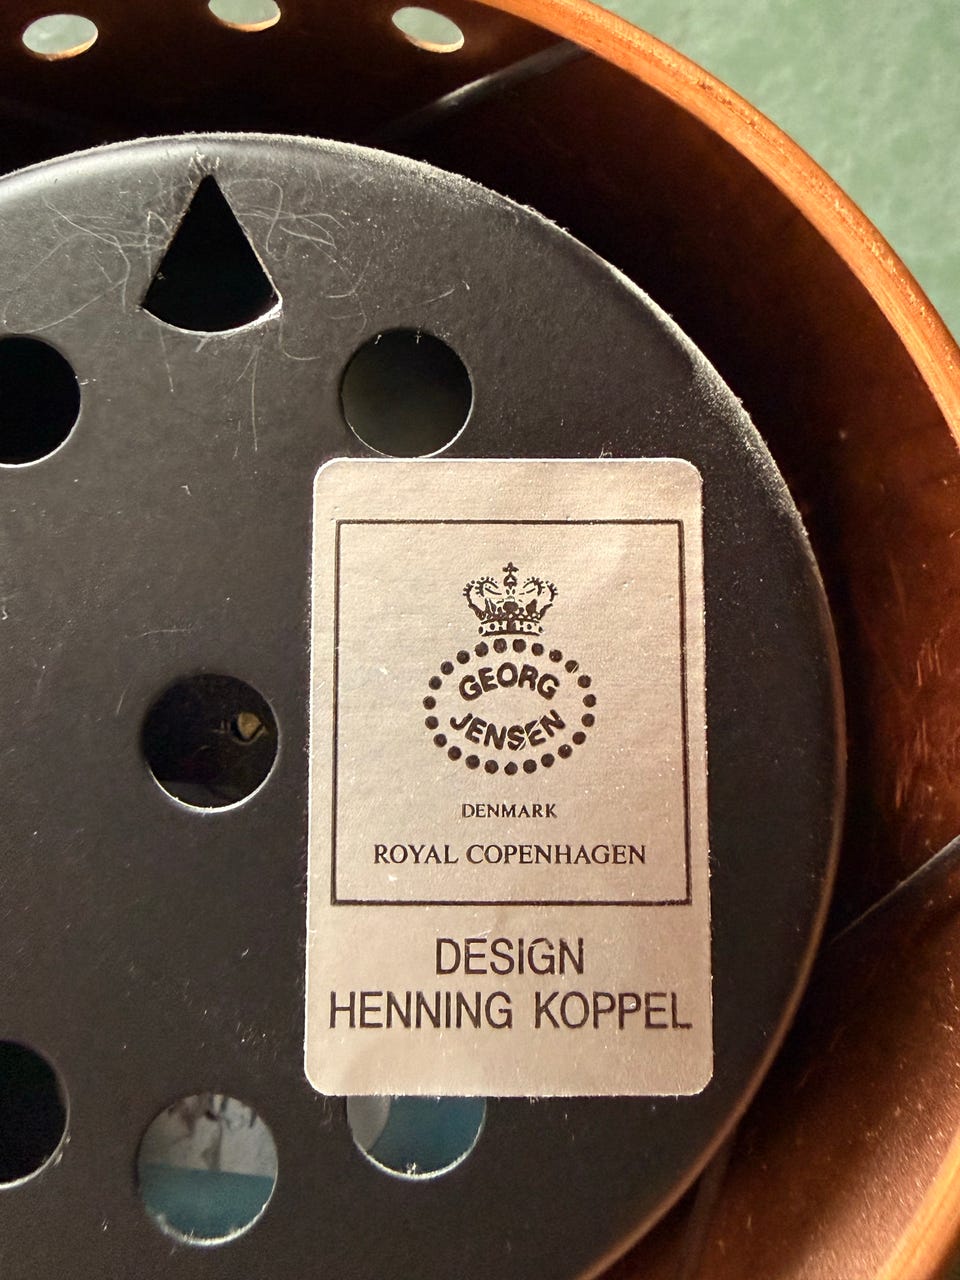 GEORG
JENSEN
DENMARK
ROYAL COPENHAGEN
DESIGN
HENNING KOPPEL